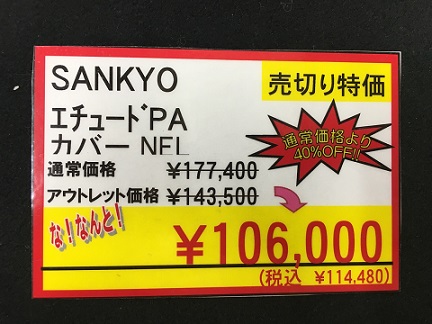 SANKYO
売切り特価
エチュードPA
カバー NFL
通常価格より
40%OFF!!
通常価格 ¥177,400
アウトレット価格 ¥143,500
な!なんと!
¥106,000
(税込 ¥114,480)